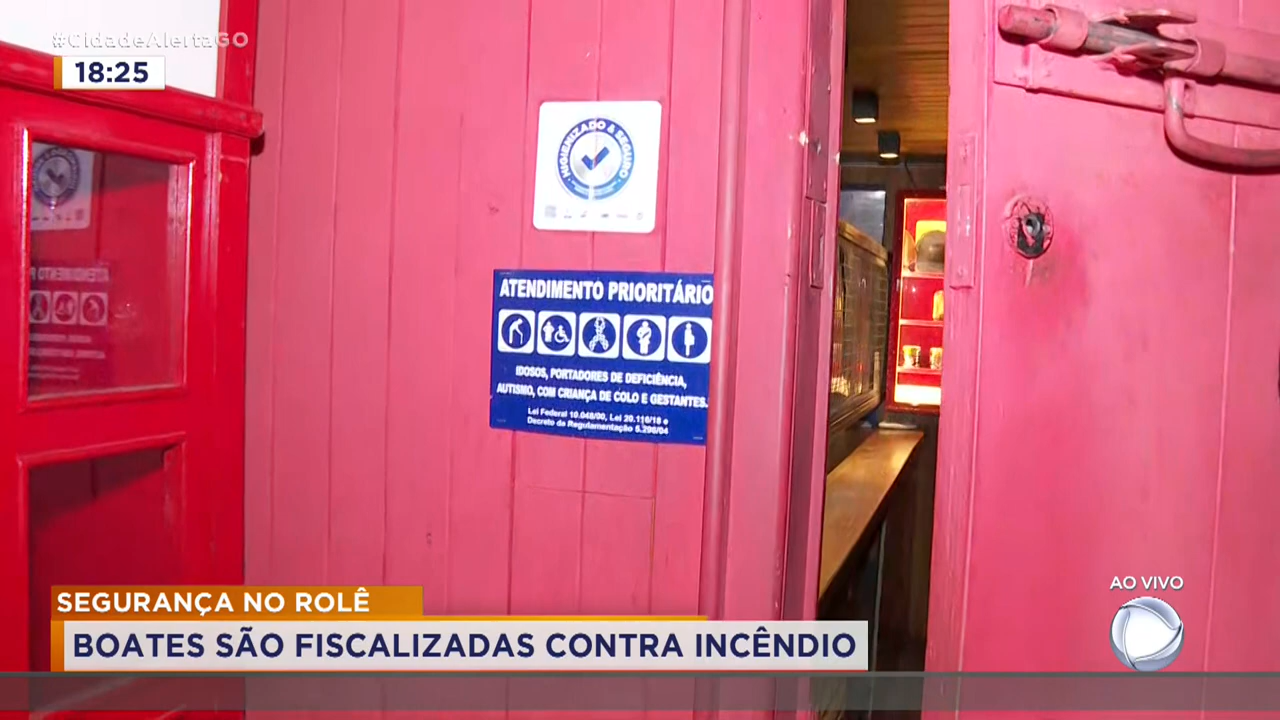 #CidadeAlertaGO
18:25
HIGIENIZADO & SEGURO
ATENDIMENTO PRIORITÁRIO
IDOSOS, PORTADORES DE DEFICIÊNCIA,
AUTISMO, COM CRIANÇA DE COLO E GESTANTES.
Lei Federal 10.048/00, Lei 20.116/18 e
Decreto da Regulamentação 5.296/04
AO VIVO
SEGURANÇA NO ROLÊ
BOATES SÃO FISCALIZADAS CONTRA INCÊNDIO